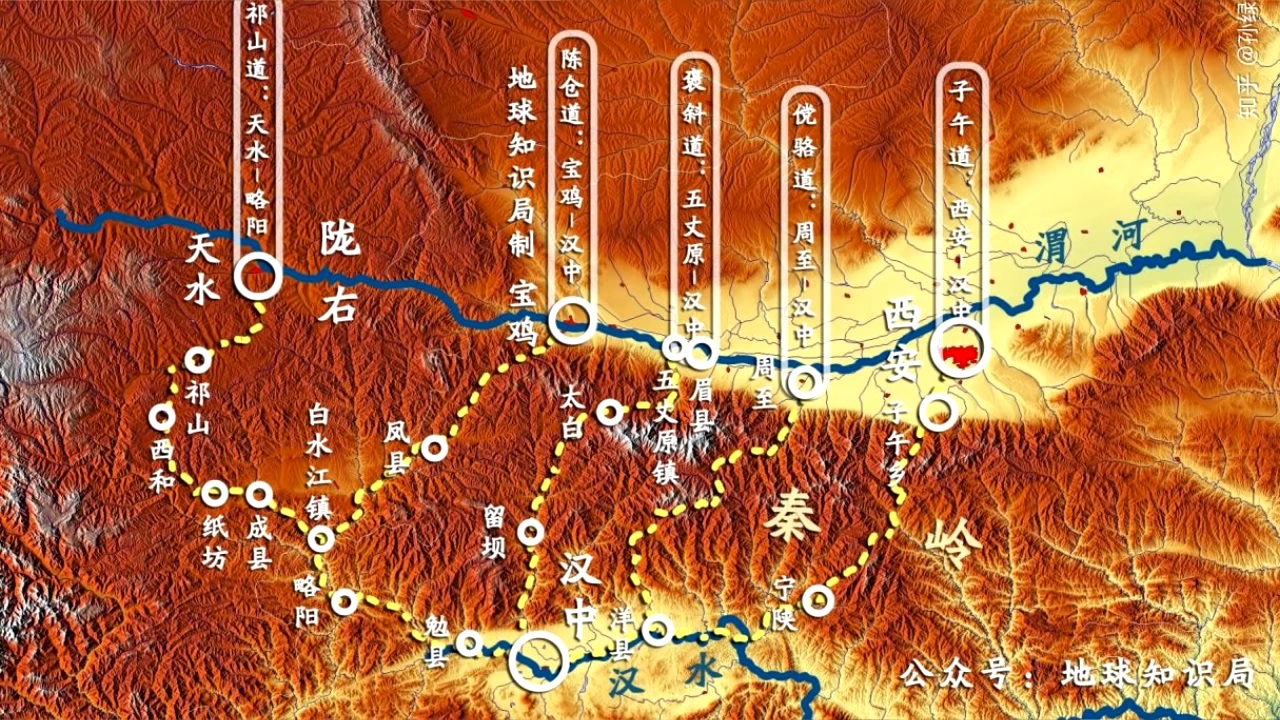 祁山道：天水-略阳
陈仓道：宝鸡-汉中
褒斜道：五丈原-汉中
傥骆道：周至-汉中
子午道：西安-汉中
知乎 @孙绿
地球知识局制
渭河
陇右
天水
宝鸡
西安
五丈原镇
眉县
周至
祁山
西和
纸坊
成县
白水江镇
凤县
太白
子午乡
秦岭
留坝
汉中
略阳
勉县
洋县
宁陕
汉水
公众号：地球知识局